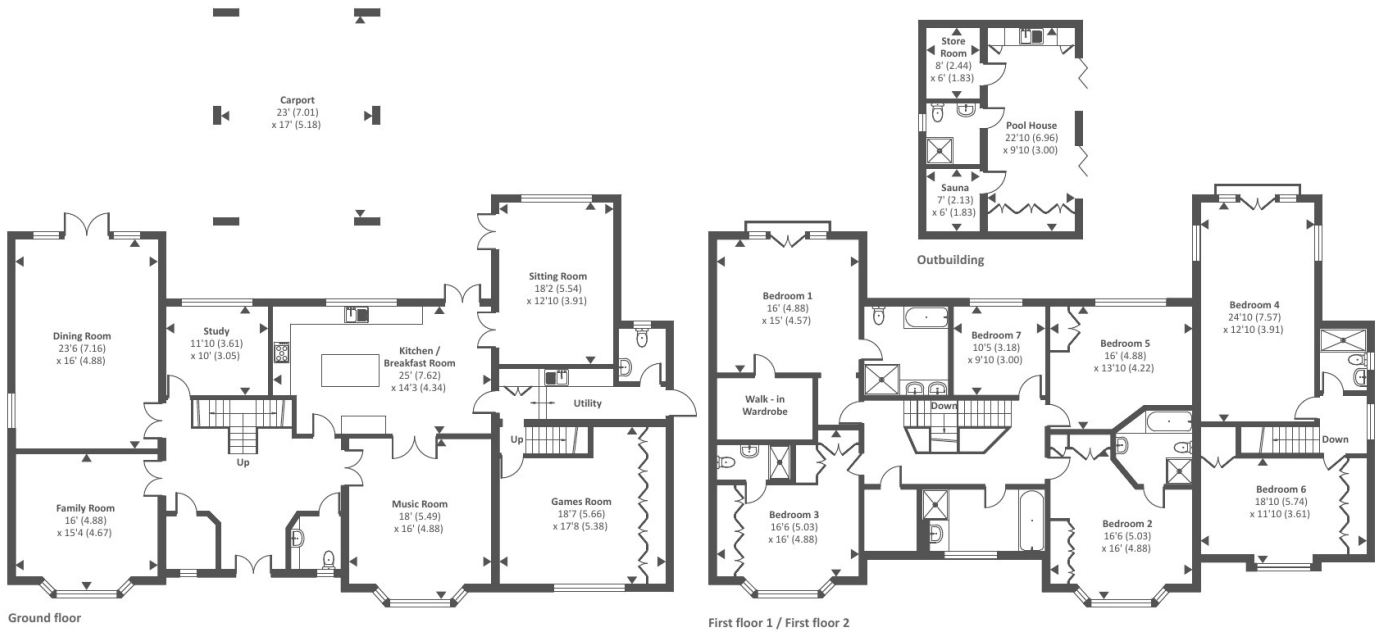 Carport
23' (7.01)
x 17' (5.18)
Dining Room
23'6 (7.16)
x 16' (4.88)
Study
11'10 (3.61)
x 10' (3.05)
Kitchen /
Breakfast Room
25' (7.62)
x 14'3 (4.34)
Sitting Room
18'2 (5.54)
x 12'10 (3.91)
Utility
Up
Up
Family Room
16' (4.88)
x 15'4 (4.67)
Music Room
18' (5.49)
x 16' (4.88)
Games Room
18'7 (5.66)
x 17'8 (5.38)
Ground floor
Store
Room
8' (2.44)
x 6' (1.83)
Pool House
22'10 (6.96)
x 9'10 (3.00)
Sauna
7' (2.13)
x 6' (1.83)
Outbuilding
Bedroom 1
16' (4.88)
x 15' (4.57)
Walk - in
Wardrobe
Bedroom 7
10'5 (3.18)
x 9'10 (3.00)
Bedroom 5
16' (4.88)
x 13'10 (4.22)
Bedroom 4
24'10 (7.57)
x 12'10 (3.91)
Down
Down
Bedroom 3
16'6 (5.03)
x 16' (4.88)
Bedroom 2
16'6 (5.03)
x 16' (4.88)
Bedroom 6
18'10 (5.74)
x 11'10 (3.61)
First floor 1 / First floor 2